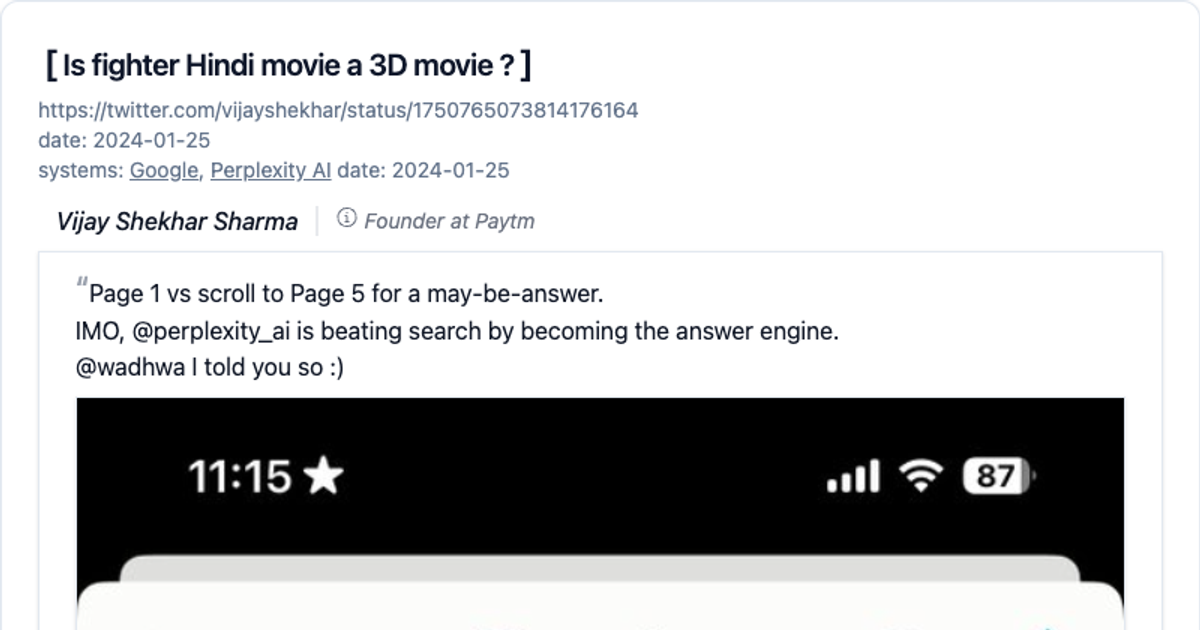 [ Is fighter Hindi movie a 3D movie ? ]
https://twitter.com/vijayshekhar/status/1750765073814176164
date: 2024-01-25
systems: Google, Perplexity AI date: 2024-01-25
Vijay Shekhar Sharma | ⓘ Founder at Paytm
"Page 1 vs scroll to Page 5 for a may-be-answer.
IMO, @perplexity_ai is beating search by becoming the answer engine.
@wadhwa I told you so :)
11:15 ★ 87